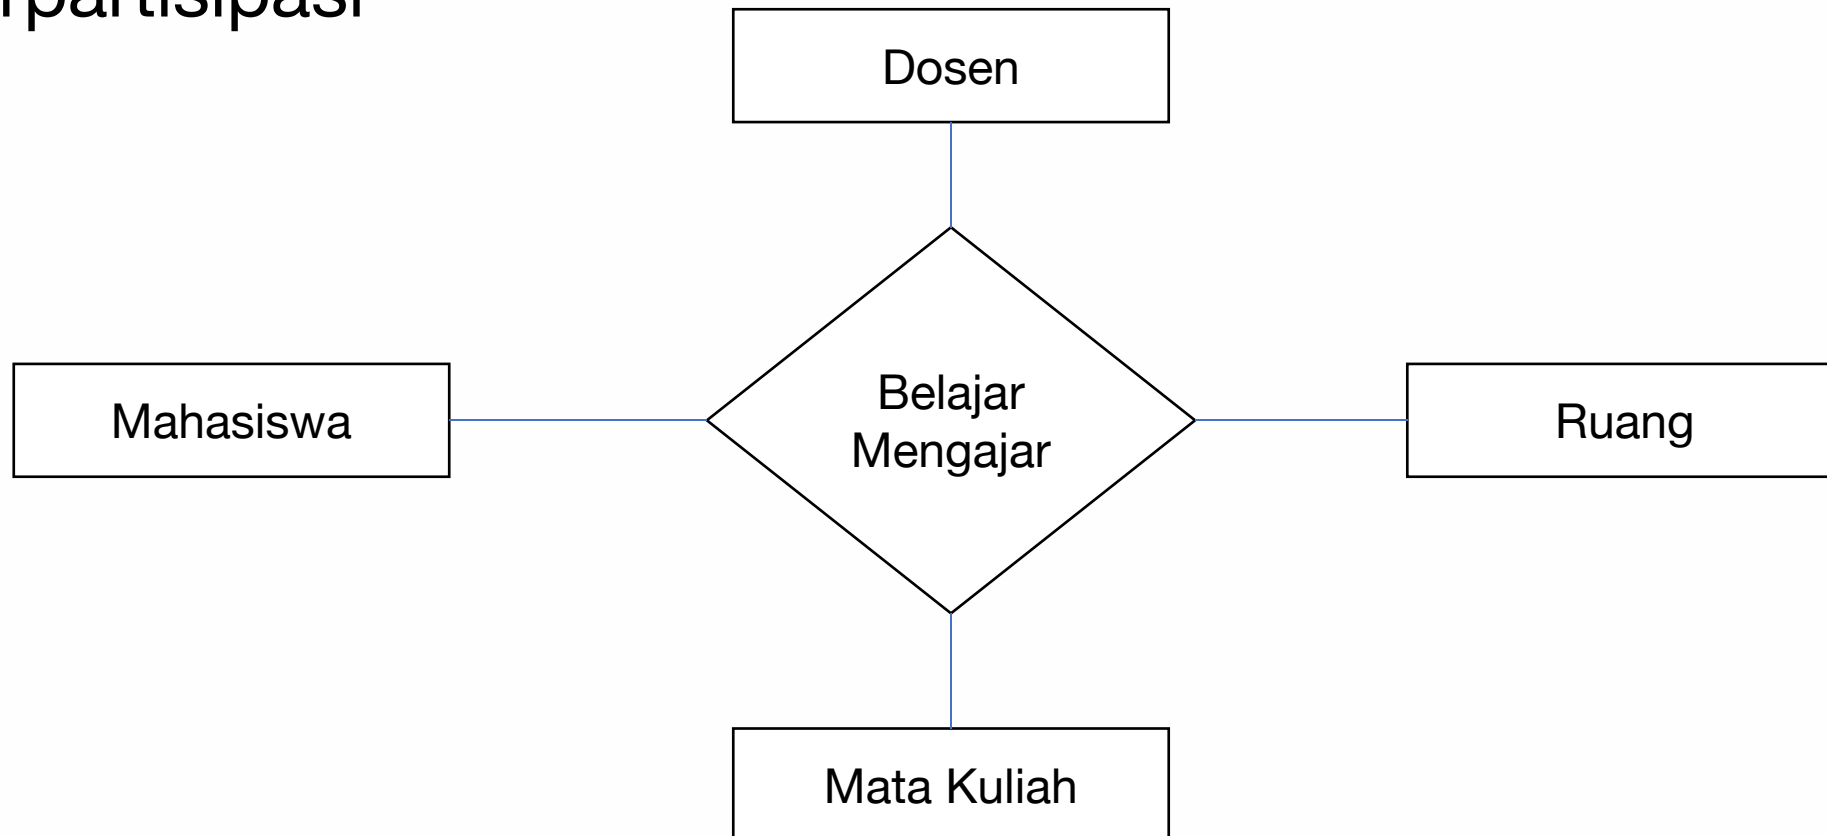 Dosen
Mahasiswa
Belajar
Mengajar
Ruang
Mata Kuliah